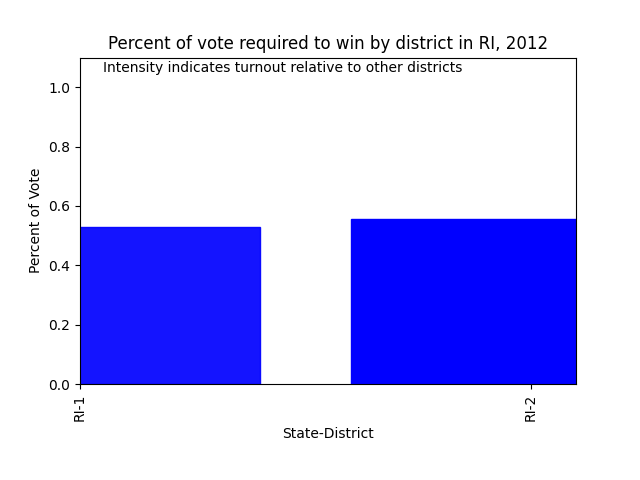 Percent of vote required to win by district in RI, 2012
Intensity indicates turnout relative to other districts
1.0
0.8
0.6
0.4
0.2
0.0
Percent of Vote
RI-1
RI-2
State-District